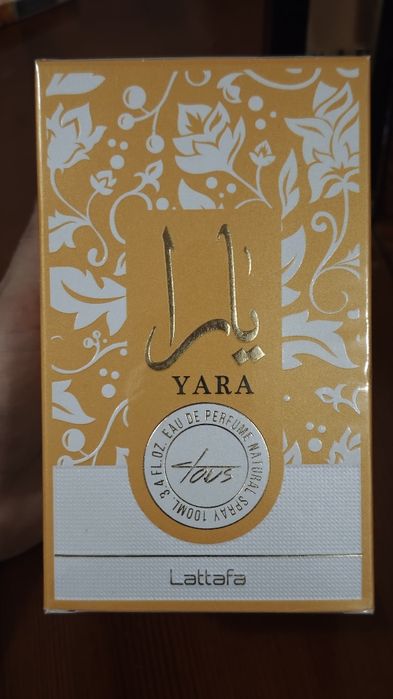 يارا
YARA
EAU DE PERFUME NATURAL SPRAY 100ML. 3.4 FL.OZ.
Tous
Lattafa